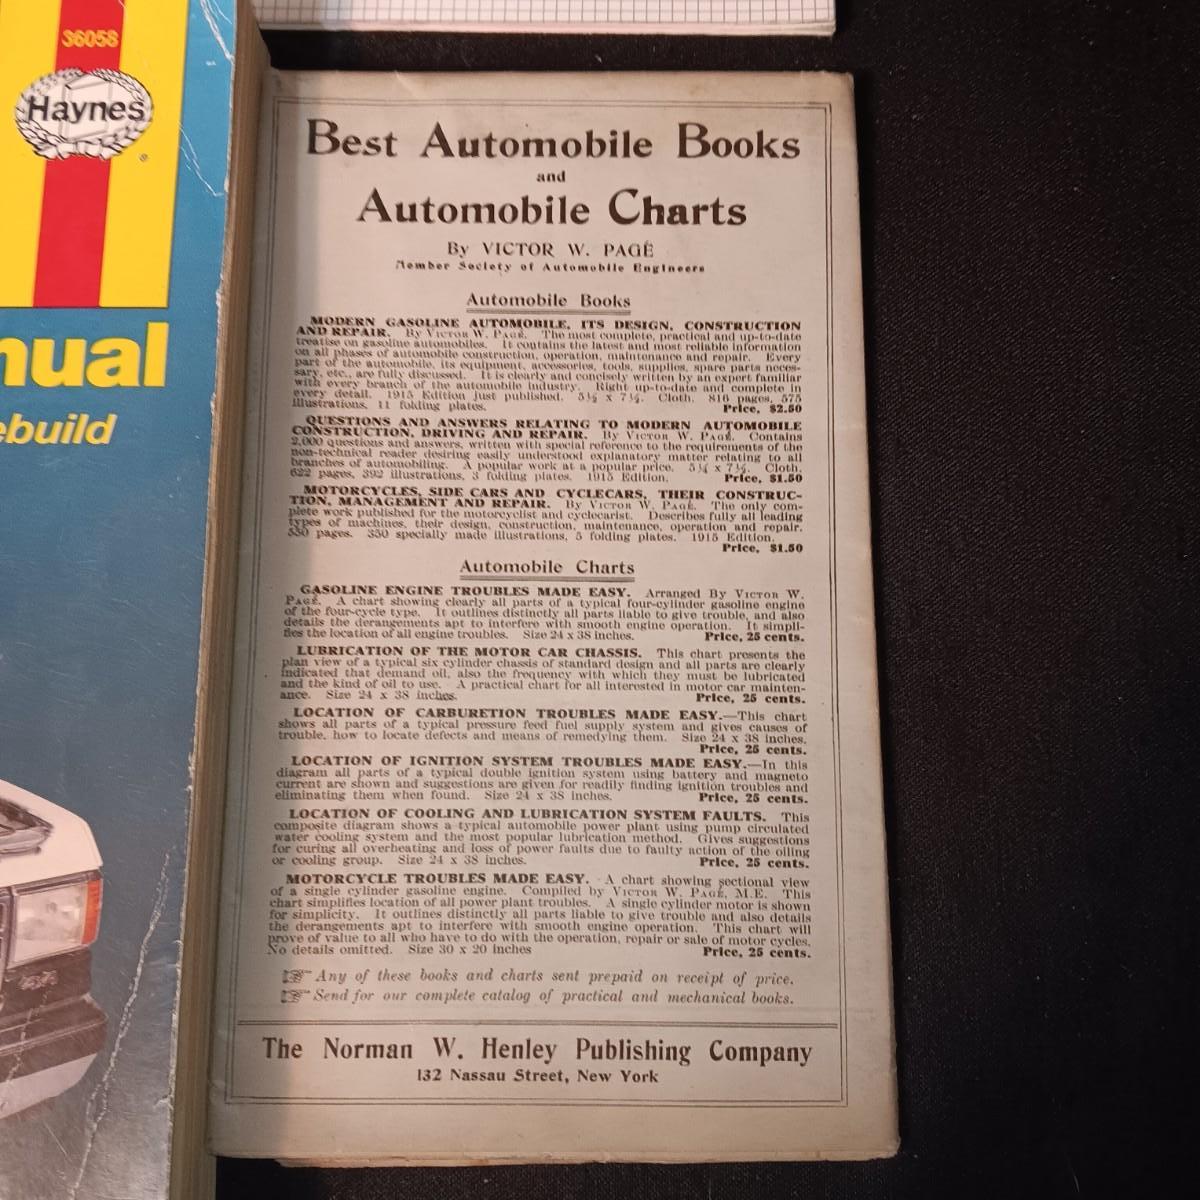 36058
Haynes
nual
ebuild
Best Automobile Books
and
Automobile Charts
By VICTOR W. PAGÉ
Member Society of Automobile Engineers
Automobile Books
MODERN GASOLINE AUTOMOBILE, ITS DESIGN, CONSTRUCTION
AND REPAIR. By Victor W. Pagé. The most complete, practical and up-to-date
treatise on gasoline automobiles. It contains the latest and most reliable information
on all phases of automobile construction, operation, maintenance and repair. Every
part of the automobile, its equipment, accessories, tools, supplies, spare parts neces-
sary, etc., are fully discussed. It is clearly and concisely written by an expert familiar
with every branch of the automobile industry. Right up-to-date and complete in
every detail. 1915 Edition just published. 5½ x 7½. Cloth. 816 pages, 575
illustrations, 11 folding plates. Price, $2.50
QUESTIONS AND ANSWERS RELATING TO MODERN AUTOMOBILE
CONSTRUCTION, DRIVING AND REPAIR. By Victor W. Pagé. Contains
2,000 questions and answers, written with special reference to the requirements of the
non-technical reader desiring easily understood explanatory matter relating to all
branches of automobiling. A popular work at a popular price. 5¼ x 7½. Cloth.
622 pages, 392 illustrations, 3 folding plates. 1915 Edition. Price, $1.50
MOTORCYCLES, SIDE CARS AND CYCLECARS, THEIR CONSTRUC-
TION, MANAGEMENT AND REPAIR. By Victor W. Pagé. The only com-
plete work published for the motorcyclist and cyclecarist. Describes fully all leading
types of machines, their design, construction, maintenance, operation and repair.
550 pages. 350 specially made illustrations, 5 folding plates. 1915 Edition.
Price, $1.50
Automobile Charts
GASOLINE ENGINE TROUBLES MADE EASY. Arranged By Victor W.
Pagé. A chart showing clearly all parts of a typical four-cylinder gasoline engine
of the four-cycle type. It outlines distinctly all parts liable to give trouble, and also
details the derangements apt to interfere with smooth engine operation. It simpli-
fies the location of all engine troubles. Size 24 x 38 inches. Price, 25 cents.
LUBRICATION OF THE MOTOR CAR CHASSIS. This chart presents the
plan view of a typical six cylinder chassis of standard design and all parts are clearly
indicated that demand oil, also the frequency with which they must be lubricated
and the kind of oil to use. A practical chart for all interested in motor car mainten-
ance. Size 24 x 38 inches. Price, 25 cents.
LOCATION OF CARBURETION TROUBLES MADE EASY.—This chart
shows all parts of a typical pressure feed fuel supply system and gives causes of
trouble, how to locate defects and means of remedying them. Size 24 x 38 inches.
Price, 25 cents.
LOCATION OF IGNITION SYSTEM TROUBLES MADE EASY.—In this
diagram all parts of a typical double ignition system using battery and magneto
current are shown and suggestions are given for readily finding ignition troubles and
eliminating them when found. Size 24 x 38 inches. Price, 25 cents.
LOCATION OF COOLING AND LUBRICATION SYSTEM FAULTS. This
composite diagram shows a typical automobile power plant using pump circulated
water cooling system and the most popular lubrication method. Gives suggestions
for curing all overheating and loss of power faults due to faulty action of the oiling
or cooling group. Size 24 x 38 inches. Price, 25 cents.
MOTORCYCLE TROUBLES MADE EASY. A chart showing sectional view
of a single cylinder gasoline engine. Compiled by Victor W. Pagé, M.E. This
chart simplifies location of all power plant troubles. A single cylinder motor is shown
for simplicity. It outlines distinctly all parts liable to give trouble and also details
the derangements apt to interfere with smooth engine operation. This chart will
prove of value to all who have to do with the operation, repair or sale of motor cycles.
No details omitted. Size 30 x 20 inches Price, 25 cents.
Any of these books and charts sent prepaid on receipt of price.
Send for our complete catalog of practical and mechanical books.
The Norman W. Henley Publishing Company
132 Nassau Street, New York